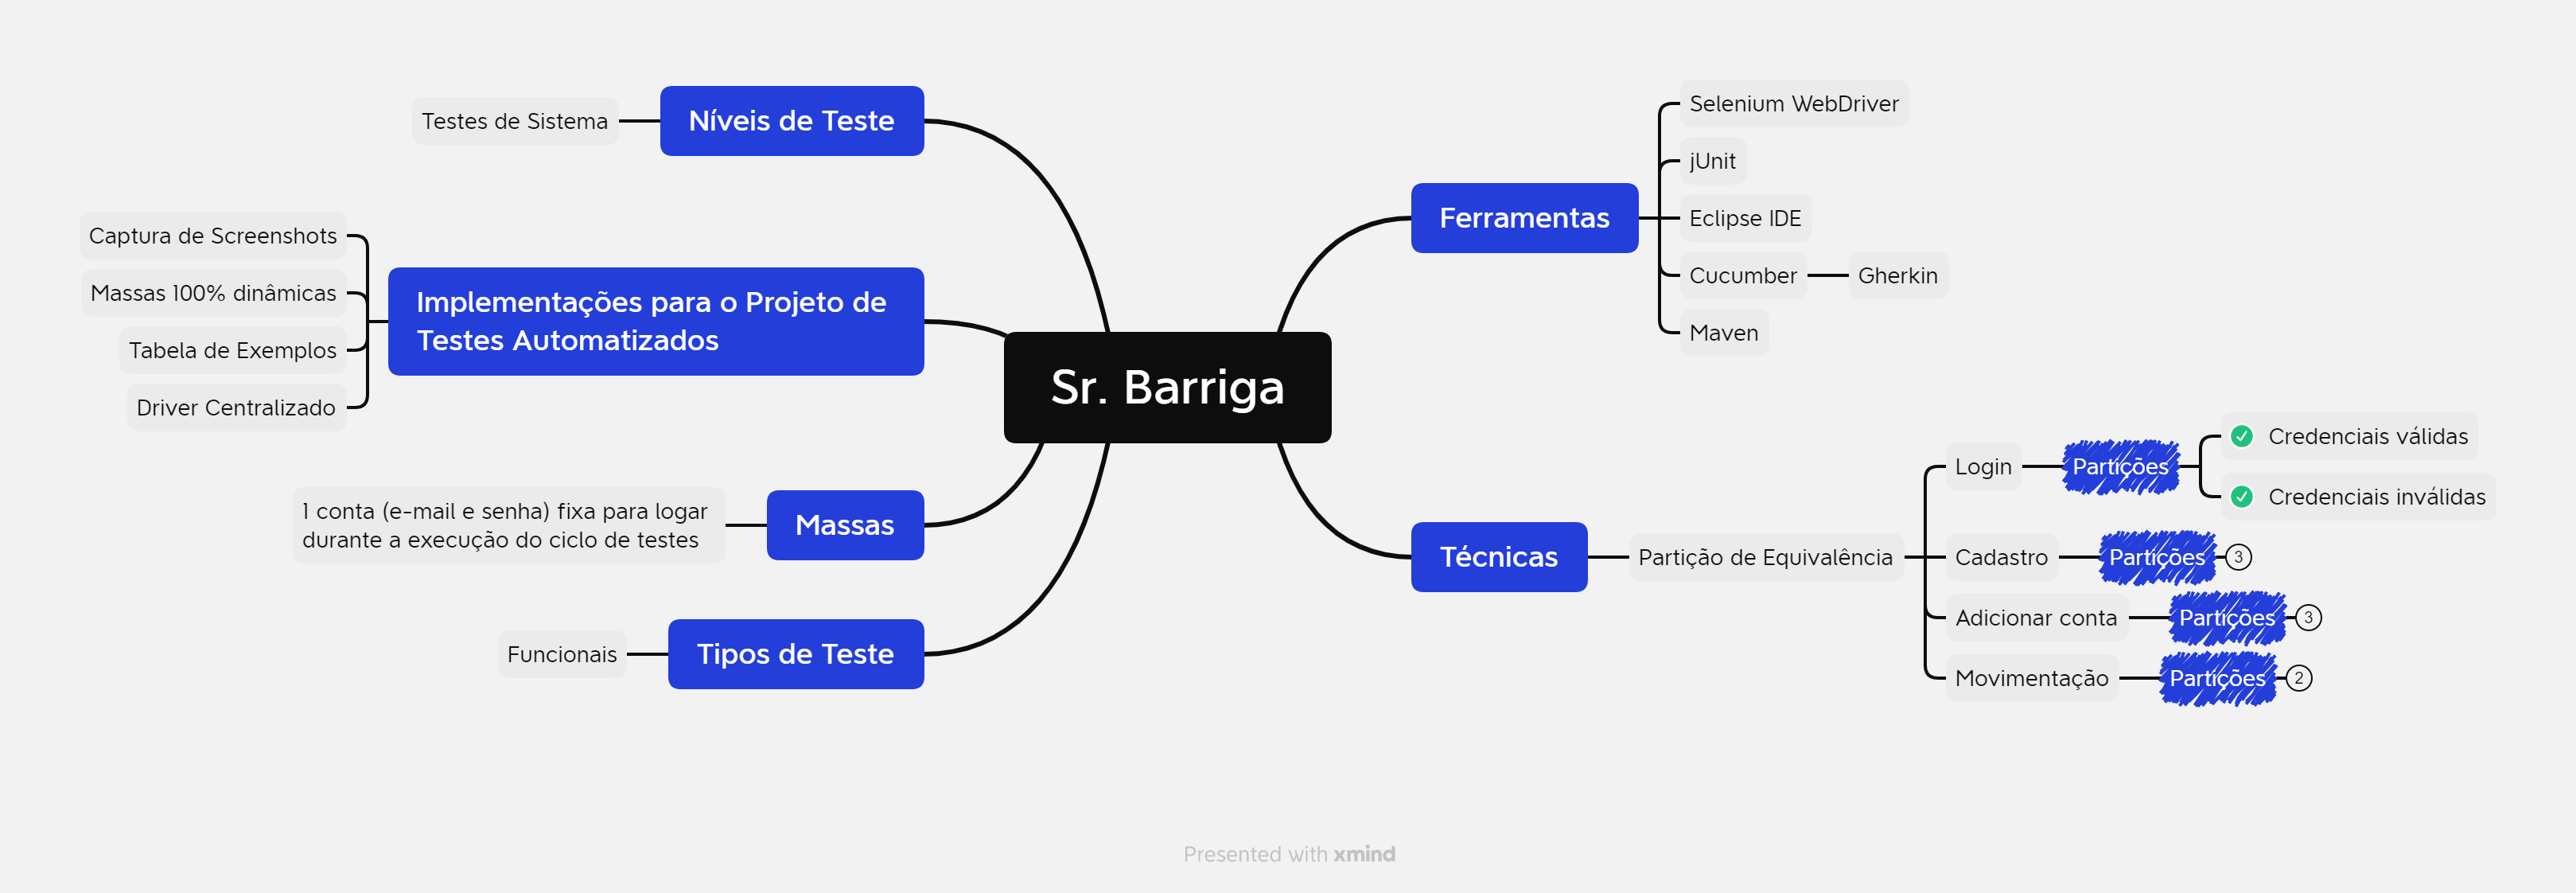 Sr. Barriga
Níveis de Teste
Testes de Sistema
Implementações para o Projeto de
Testes Automatizados
Captura de Screenshots
Massas 100% dinâmicas
Tabela de Exemplos
Driver Centralizado
Massas
1 conta (e-mail e senha) fixa para logar
durante a execução do ciclo de testes
Tipos de Teste
Funcionais
Ferramentas
Selenium WebDriver
jUnit
Eclipse IDE
Cucumber
Gherkin
Maven
Técnicas
Partição de Equivalência
Login
Partições
Credenciais válidas
Credenciais inválidas
Cadastro
Partições
3
Adicionar conta
Partições
3
Movimentação
Partições
2
Presented with xmind